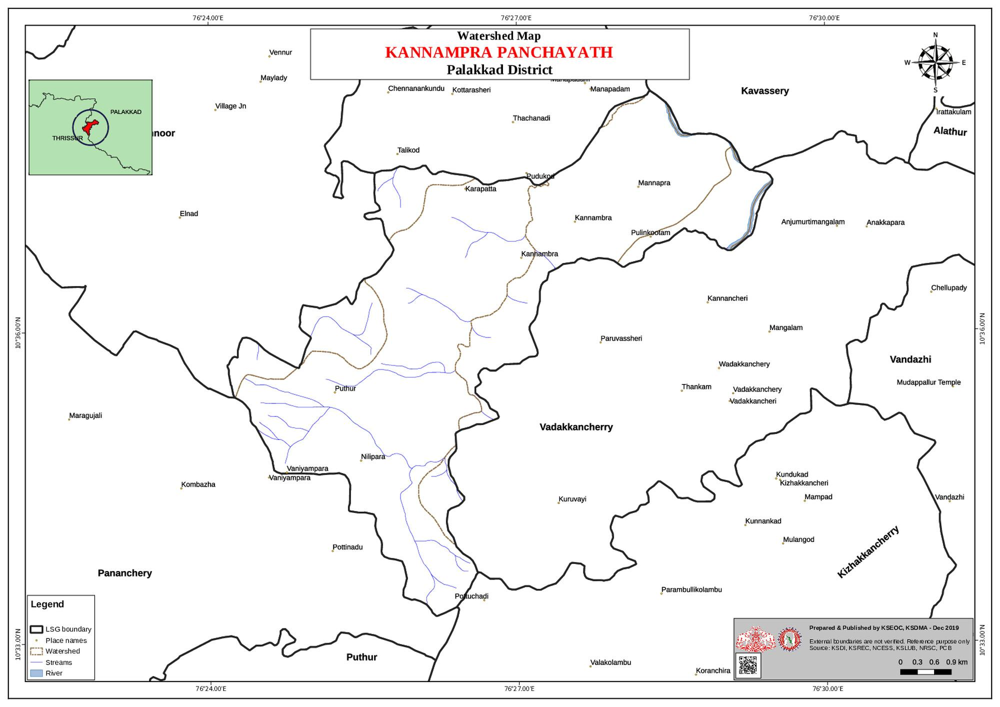 76°24.00'E
76°27.00'E
76°30.00'E
Watershed Map
KANNAMPRA PANCHAYATH
Palakkad District
N
W
E
S
Vennur
Maylady
Village Jn
Chennanankundu
Kottarasheri
Manapadam
Manapadam
Kavassery
Irattakulam
Alathur
PALAKKAD
THRISSUR
nnoor
Thachanadi
Talikod
Pudukod
Karapatta
Mannapra
Elnad
Kannambra
Pulinkootam
Anjumurtimangalam
Anakkapara
Kannambra
Chellupady
Kannancheri
10°36.00'N
10°36.00'N
Mangalam
Paruvassheri
Vandazhi
Wadakkanchery
Mudappallur Temple
Puthur
Thankam
Vadakkanchery
Vadakkancheri
Maragujali
Vadakkancherry
Nilipara
Vaniyampara
Vaniyampara
Kombazha
Kundukad
Kizhakkancheri
Mampad
Vandazhi
Kuruvayi
Kunnankad
Mulangod
Pottinadu
Kizhakkancherry
Pananchery
Parambullikolambu
Pottuchadi
Legend
LSG boundary
Place names
Watershed
Streams
River
10°33.00'N
10°33.00'N
Puthur
Valakolambu
Koranchira
Prepared & Published by KSEOC, KSDMA - Dec 2019
External boundaries are not verified. Reference purpose only
Source: KSDI, KSREC, NCESS, KSLUB, NRSC, PCB
0 0.3 0.6 0.9 km
76°24.00'E
76°27.00'E
76°30.00'E